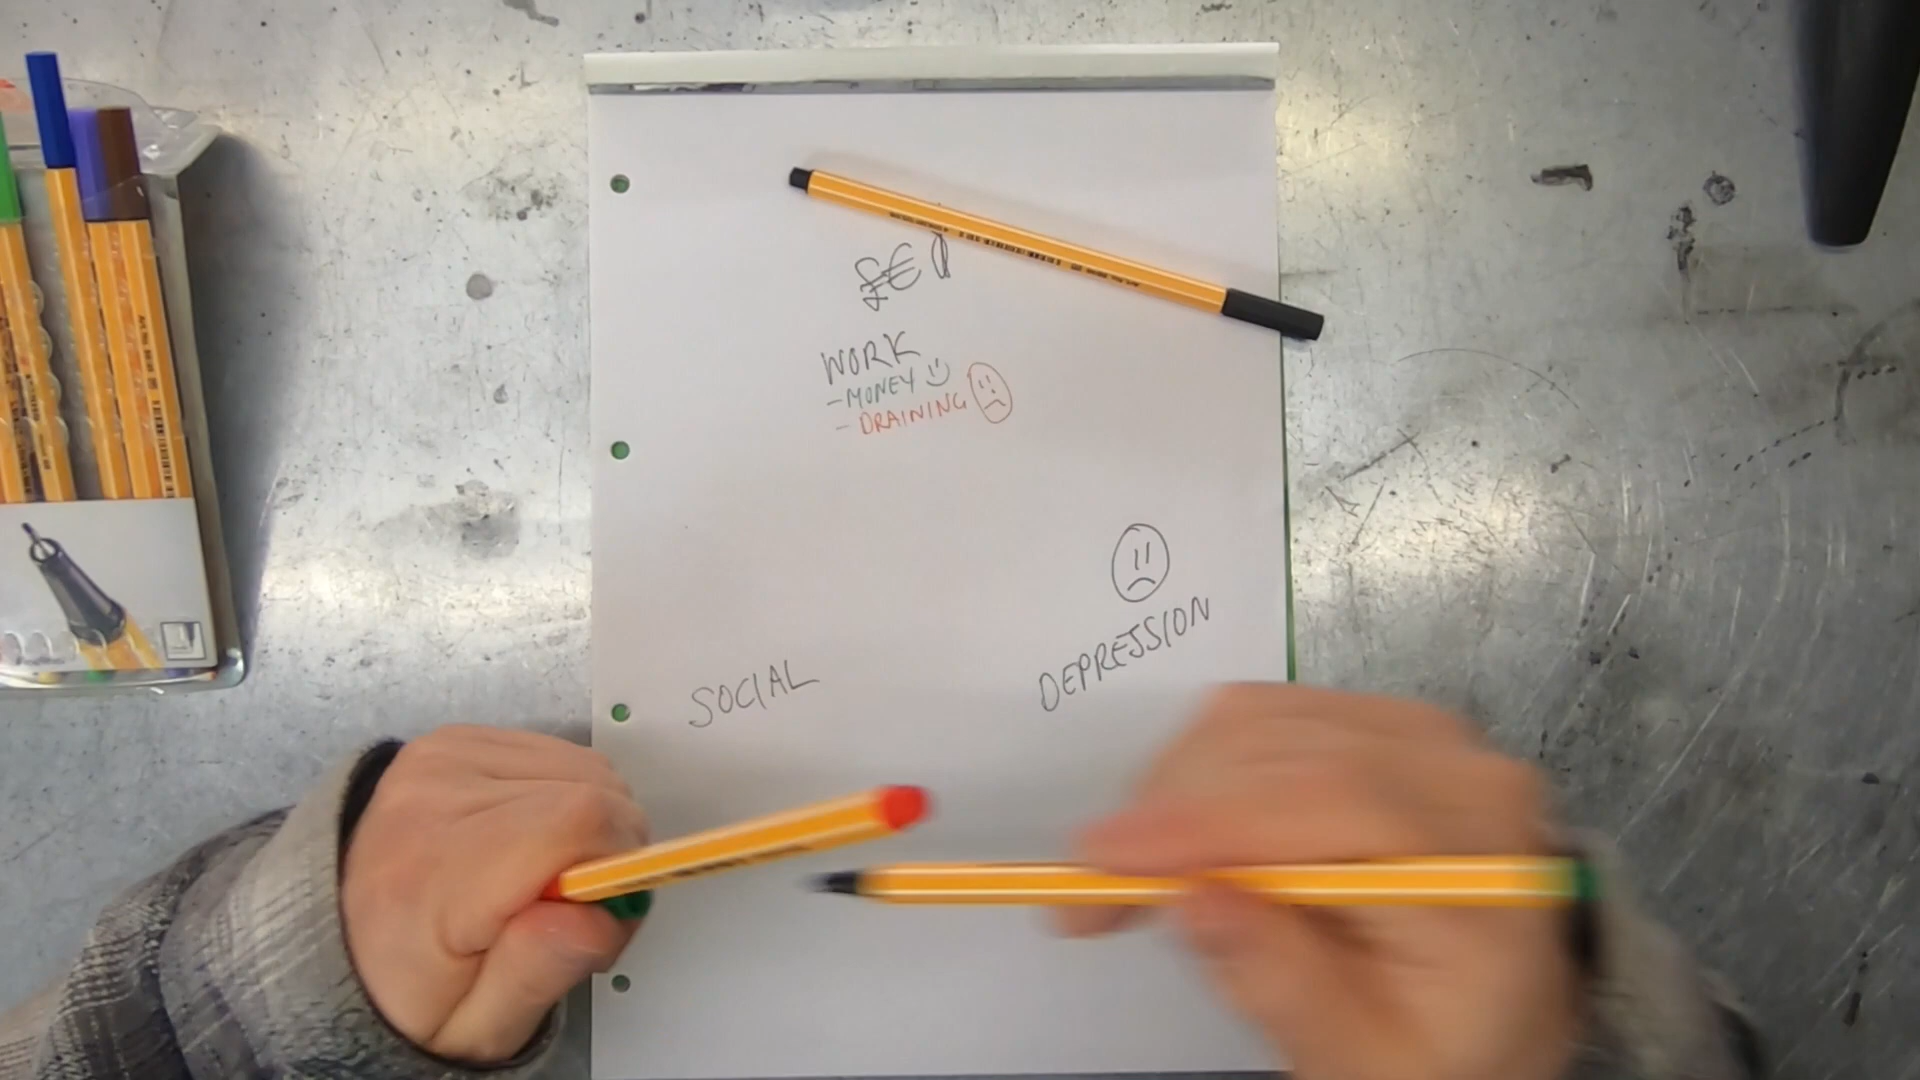 £€
WORK
- MONEY
- DRAINING
DEPRESSION
SOCIAL